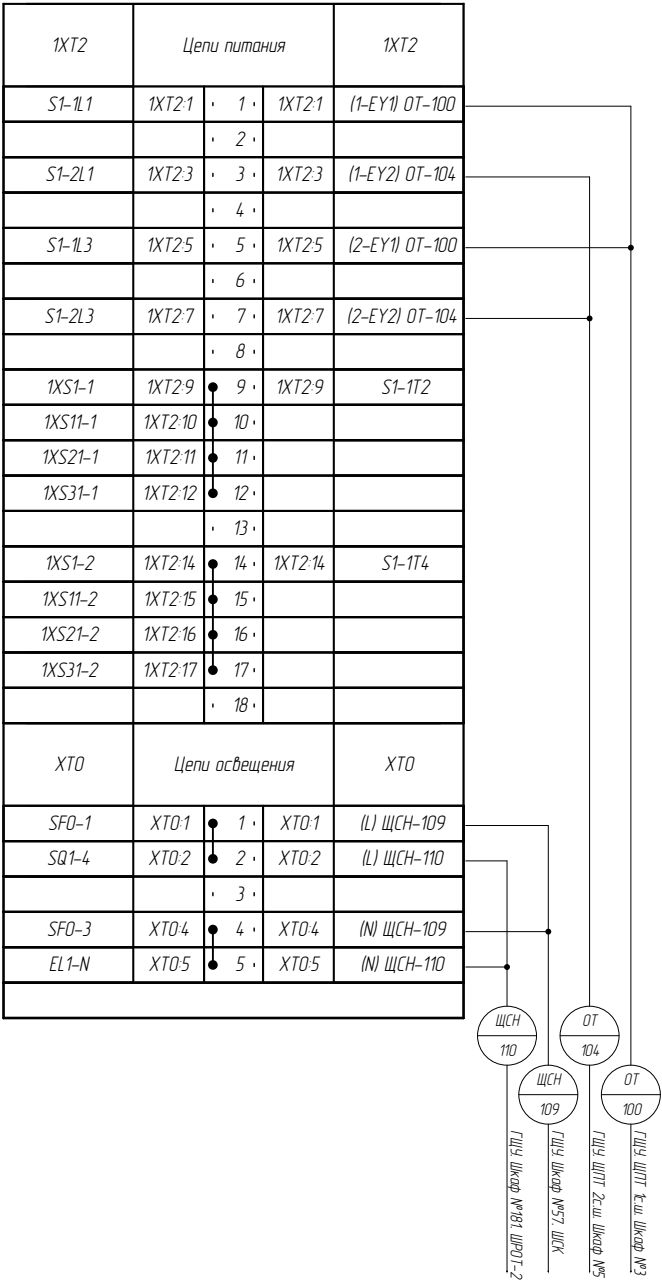 1XT2 Цепи питания 1XT2
S1-1L1 1XT2:1 1 1XT2:1 (1-EY1) ОТ-100
2
S1-2L1 1XT2:3 3 1XT2:3 (1-EY2) ОТ-104
4
S1-1L3 1XT2:5 5 1XT2:5 (2-EY1) ОТ-100
6
S1-2L3 1XT2:7 7 1XT2:7 (2-EY2) ОТ-104
8
1XS1-1 1XT2:9 9 1XT2:9 S1-1T2
1XS11-1 1XT2:10 10
1XS21-1 1XT2:11 11
1XS31-1 1XT2:12 12
13
1XS1-2 1XT2:14 14 1XT2:14 S1-1T4
1XS11-2 1XT2:15 15
1XS21-2 1XT2:16 16
1XS31-2 1XT2:17 17
18
XT0 Цепи освещения XT0
SF0-1 XT0:1 1 XT0:1 (L) ЩСН-109
SQ1-4 XT0:2 2 XT0:2 (L) ЩСН-110
3
SF0-3 XT0:4 4 XT0:4 (N) ЩСН-109
EL1-N XT0:5 5 XT0:5 (N) ЩСН-110
ЩСН
110
ОТ
104
ЩСН
109
ОТ
100
ГЩУ. Шкаф №181. ШРОТ-2
ГЩУ. Шкаф №57. ЩСК
ГЩУ. ЩПТ 2с.ш. Шкаф №5
ГЩУ. ЩПТ 1с.ш. Шкаф №3